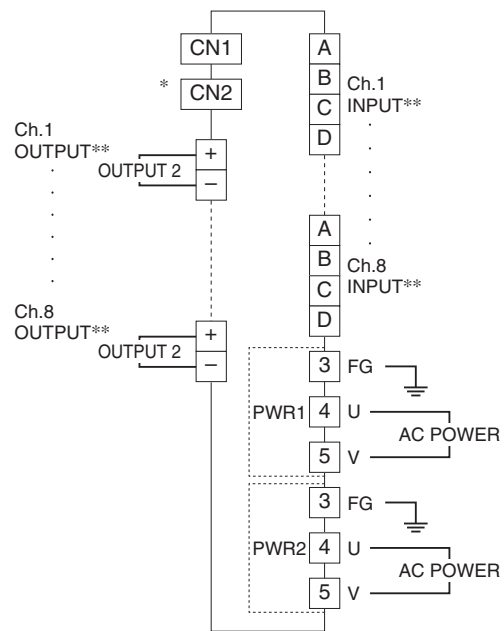 CN1
*
CN2
Ch.1
OUTPUT**
OUTPUT 2
+
−
Ch.8
OUTPUT**
OUTPUT 2
+
−
A
B
C
D
Ch.1
INPUT**
A
B
C
D
Ch.8
INPUT**
PWR1
3 FG
4 U
5 V
AC POWER
PWR2
3 FG
4 U
5 V
AC POWER